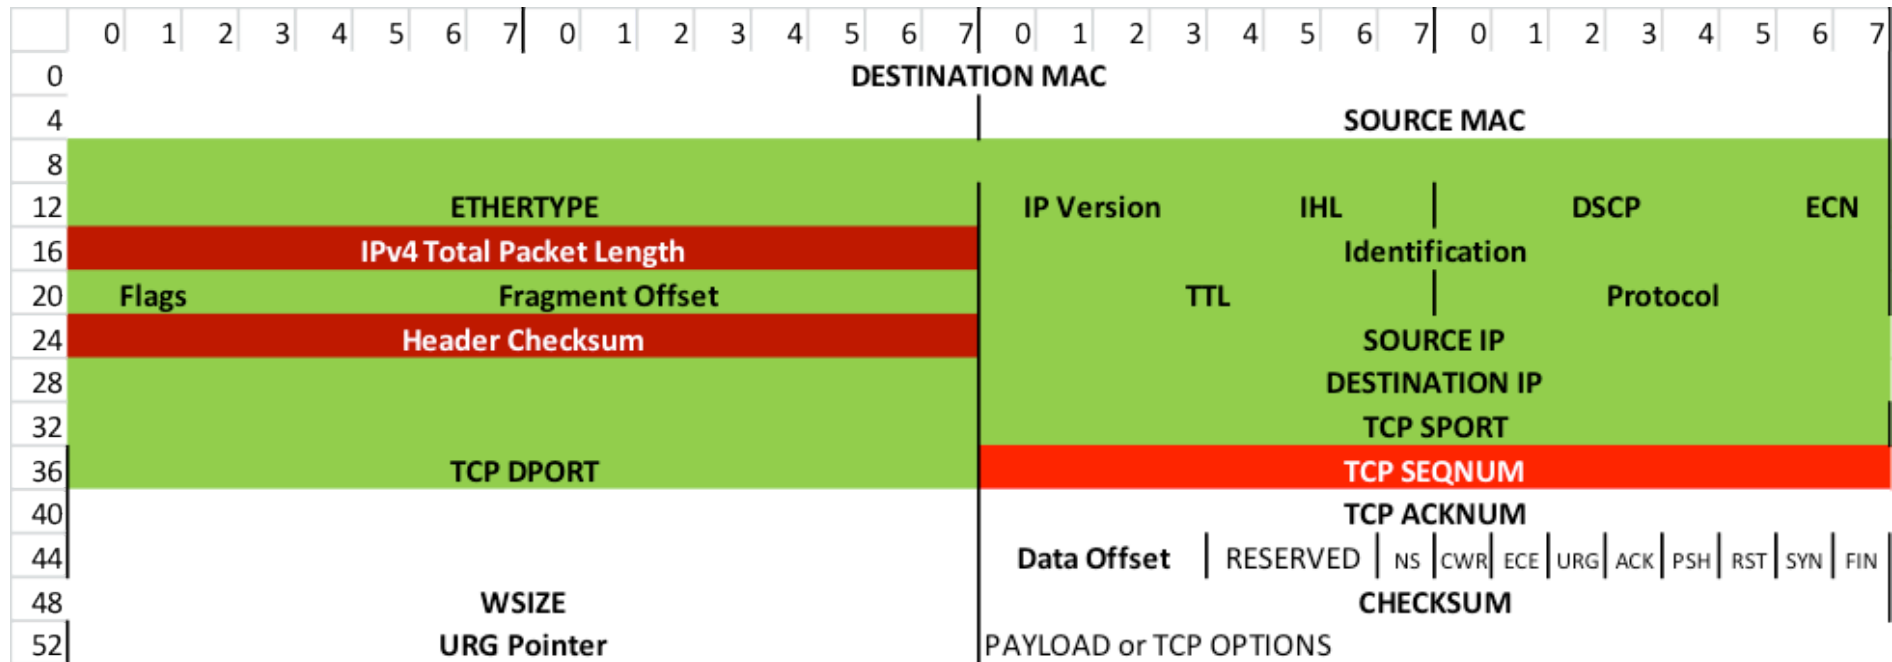 0 1 2 3 4 5 6 7 0 1 2 3 4 5 6 7 0 1 2 3 4 5 6 7 0 1 2 3 4 5 6 7
0 DESTINATION MAC
4 SOURCE MAC
8
12 ETHERTYPE IP Version IHL DSCP ECN
16 IPv4 Total Packet Length Identification
20 Flags Fragment Offset TTL Protocol
24 Header Checksum SOURCE IP
28 DESTINATION IP
32 TCP SPORT
36 TCP DPORT TCP SEQNUM
40 TCP ACKNUM
44 Data Offset RESERVED NS CWR ECE URG ACK PSH RST SYN FIN
48 WSIZE CHECKSUM
52 URG Pointer PAYLOAD or TCP OPTIONS